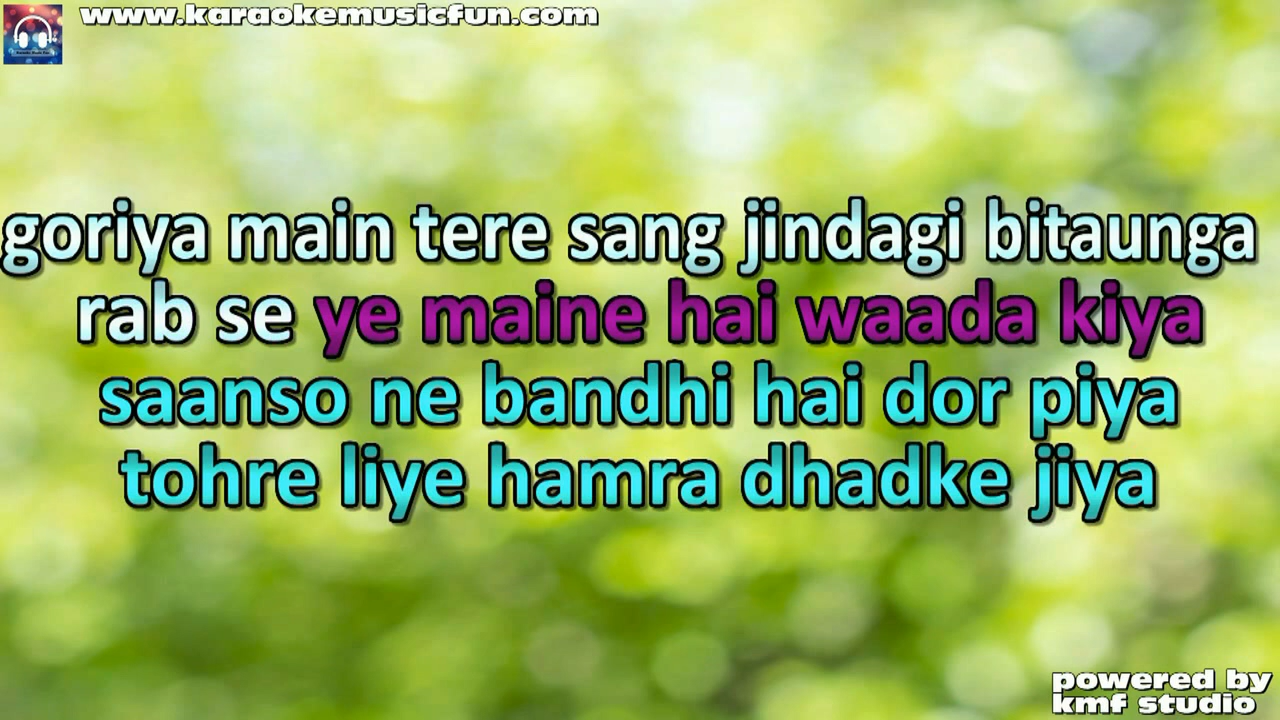 www.karaokemusicfun.com
goriya main tere sang jindagi bitaunga
rab se ye maine hai waada kiya
saanso ne bandhi hai dor piya
tohre liye hamra dhadke jiya
powered by
kmf studio